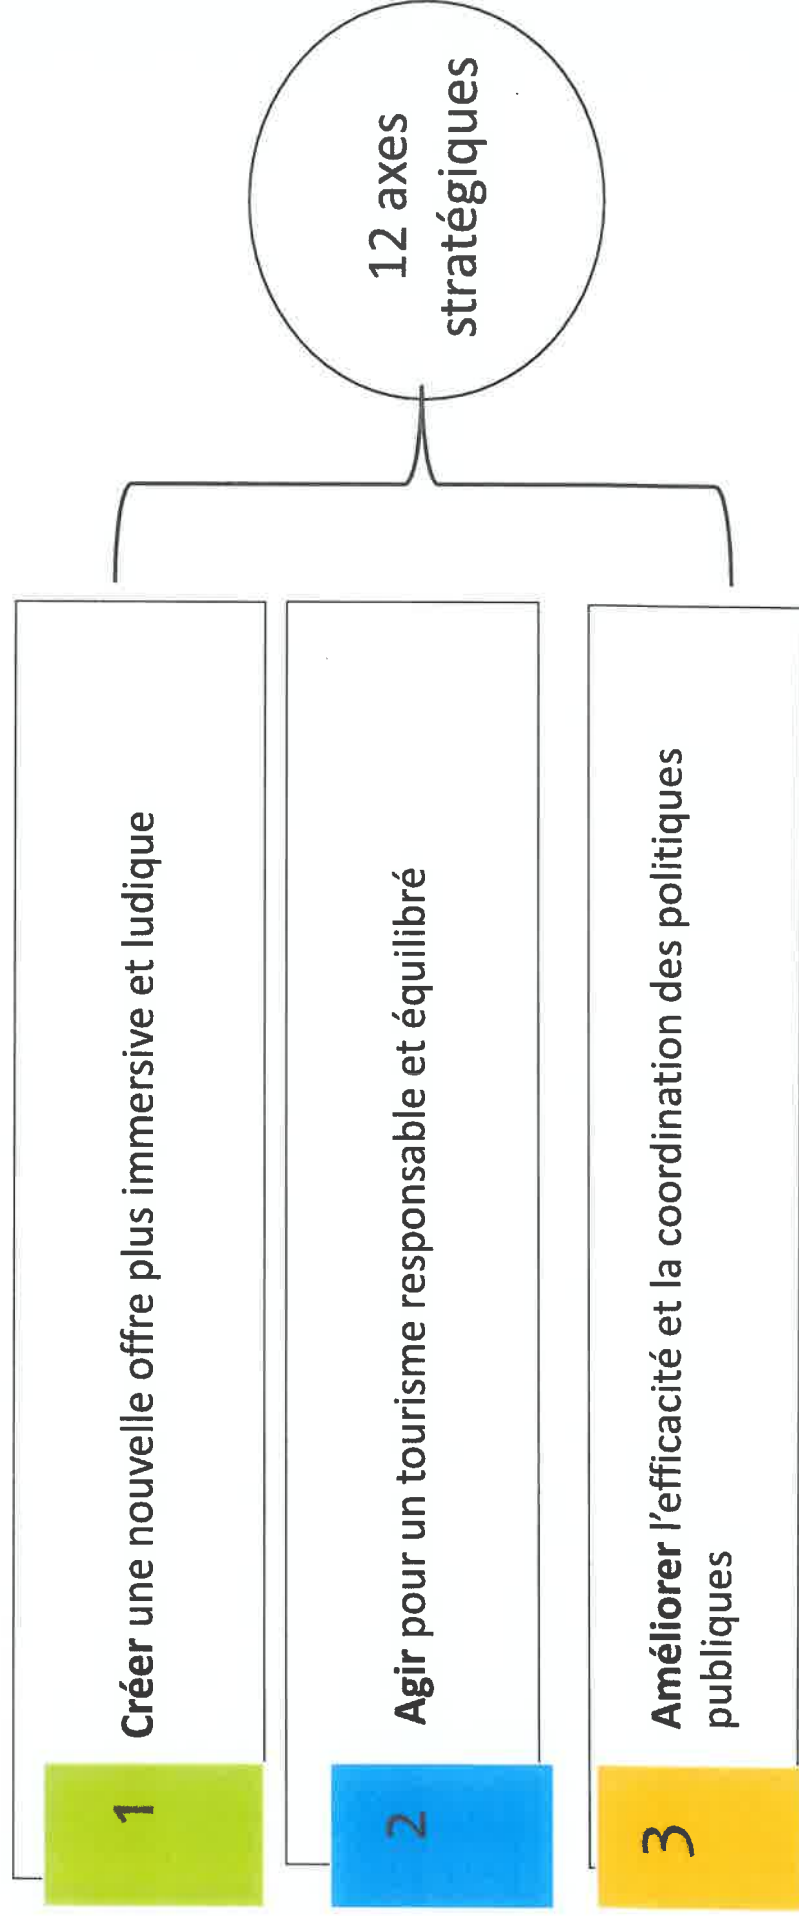 1
Créer une nouvelle offre plus immersive et ludique
2
Agir pour un tourisme responsable et équilibré
3
Améliorer l'efficacité et la coordination des politiques
publiques
12 axes
stratégiques